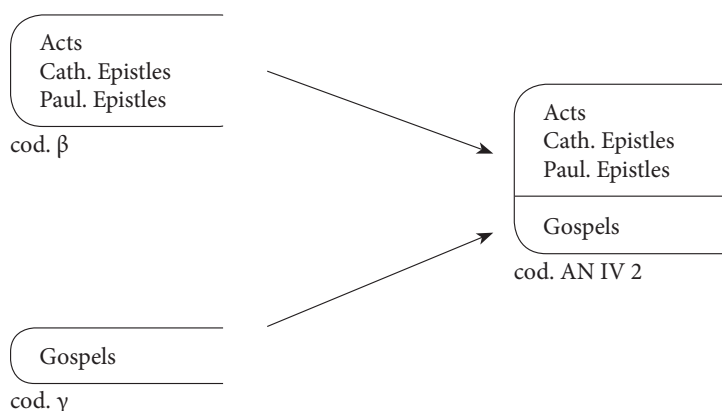 Acts
Cath. Epistles
Paul. Epistles
cod. β
Gospels
cod. γ
Acts
Cath. Epistles
Paul. Epistles
Gospels
cod. AN IV 2